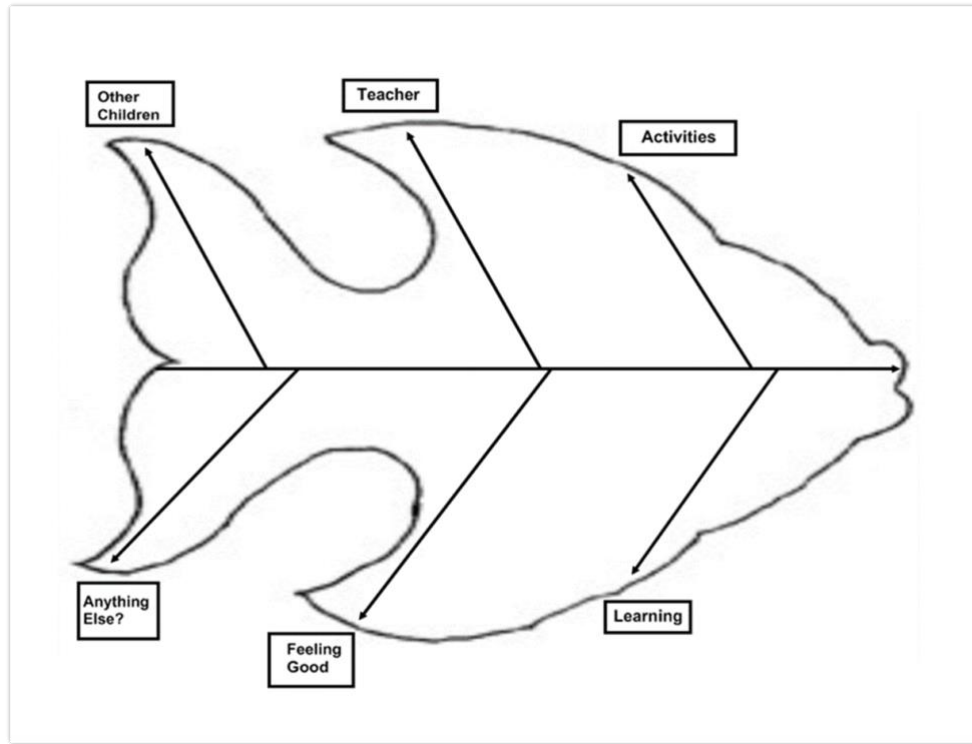 Other
Children
Teacher
Activities
Anything
Else?
Feeling
Good
Learning